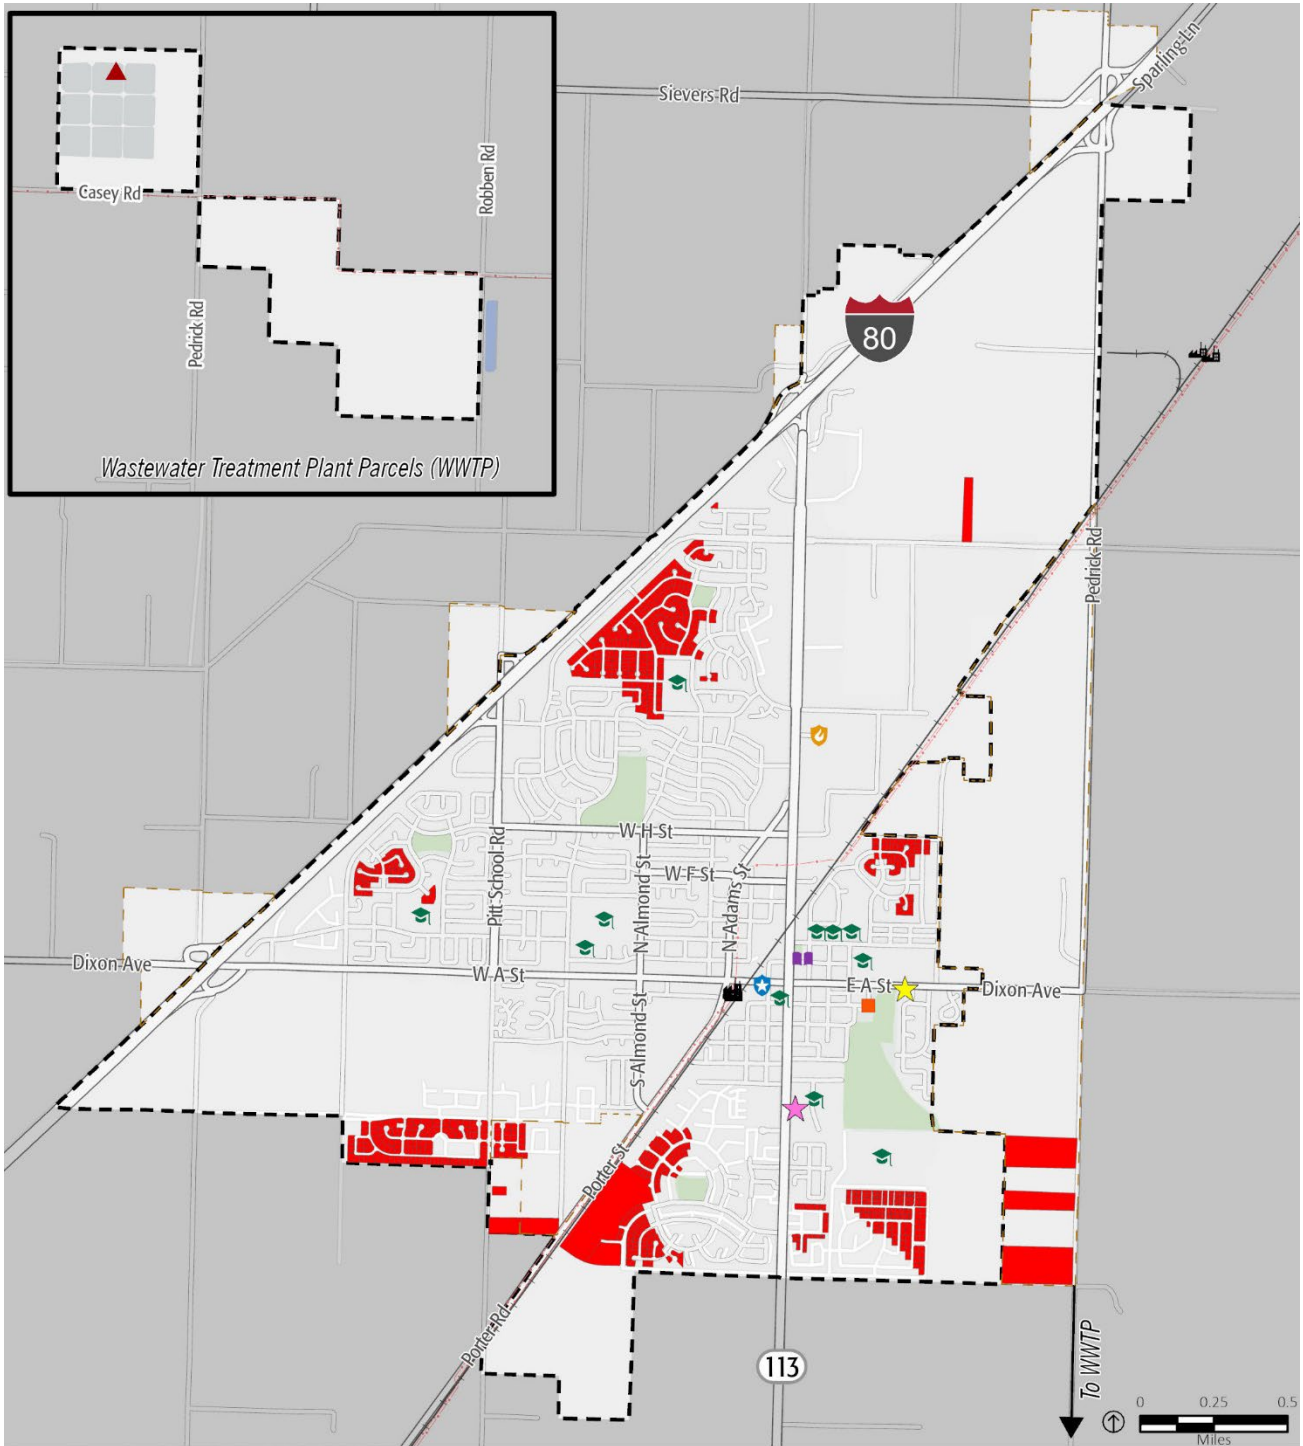 Sievers Rd
Sparling Ln
Casey Rd
Robben Rd
Pedrick Rd
Wastewater Treatment Plant Parcels (WWTP)
80
Pedrick Rd
W H St
Pitt School Rd
N Almond St
W F St
N Adams St
Dixon Ave
W A St
E A St
Dixon Ave
S Almond St
Porter St
Porter Rd
113
To WWTP
0 0.25 0.5
Miles